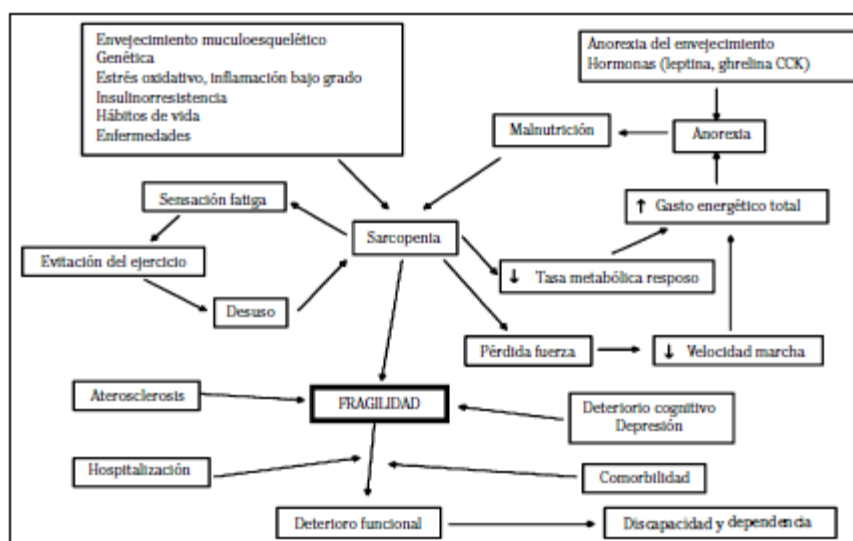 Envejecimiento muculoesquelético
Genética
Estrés oxidativo, inflamación bajo grado
Insulinorresistencia
Hábitos de vida
Enfermedades
Anorexia del envejecimiento
Hormonas (leptina, ghrelina CCK)
Malnutrición
Anorexia
Sensación fatiga
↑ Gasto energético total
Sarcopenia
Evitación del ejercicio
↓ Tasa metabólica resposo
Desuso
Pérdida fuerza
↓ Velocidad marcha
Aterosclerosis
FRAGILIDAD
Deteriorio cognitivo
Depresión
Hospitalización
Comorbilidad
Deterioro funcional
Discapacidad y dependencia